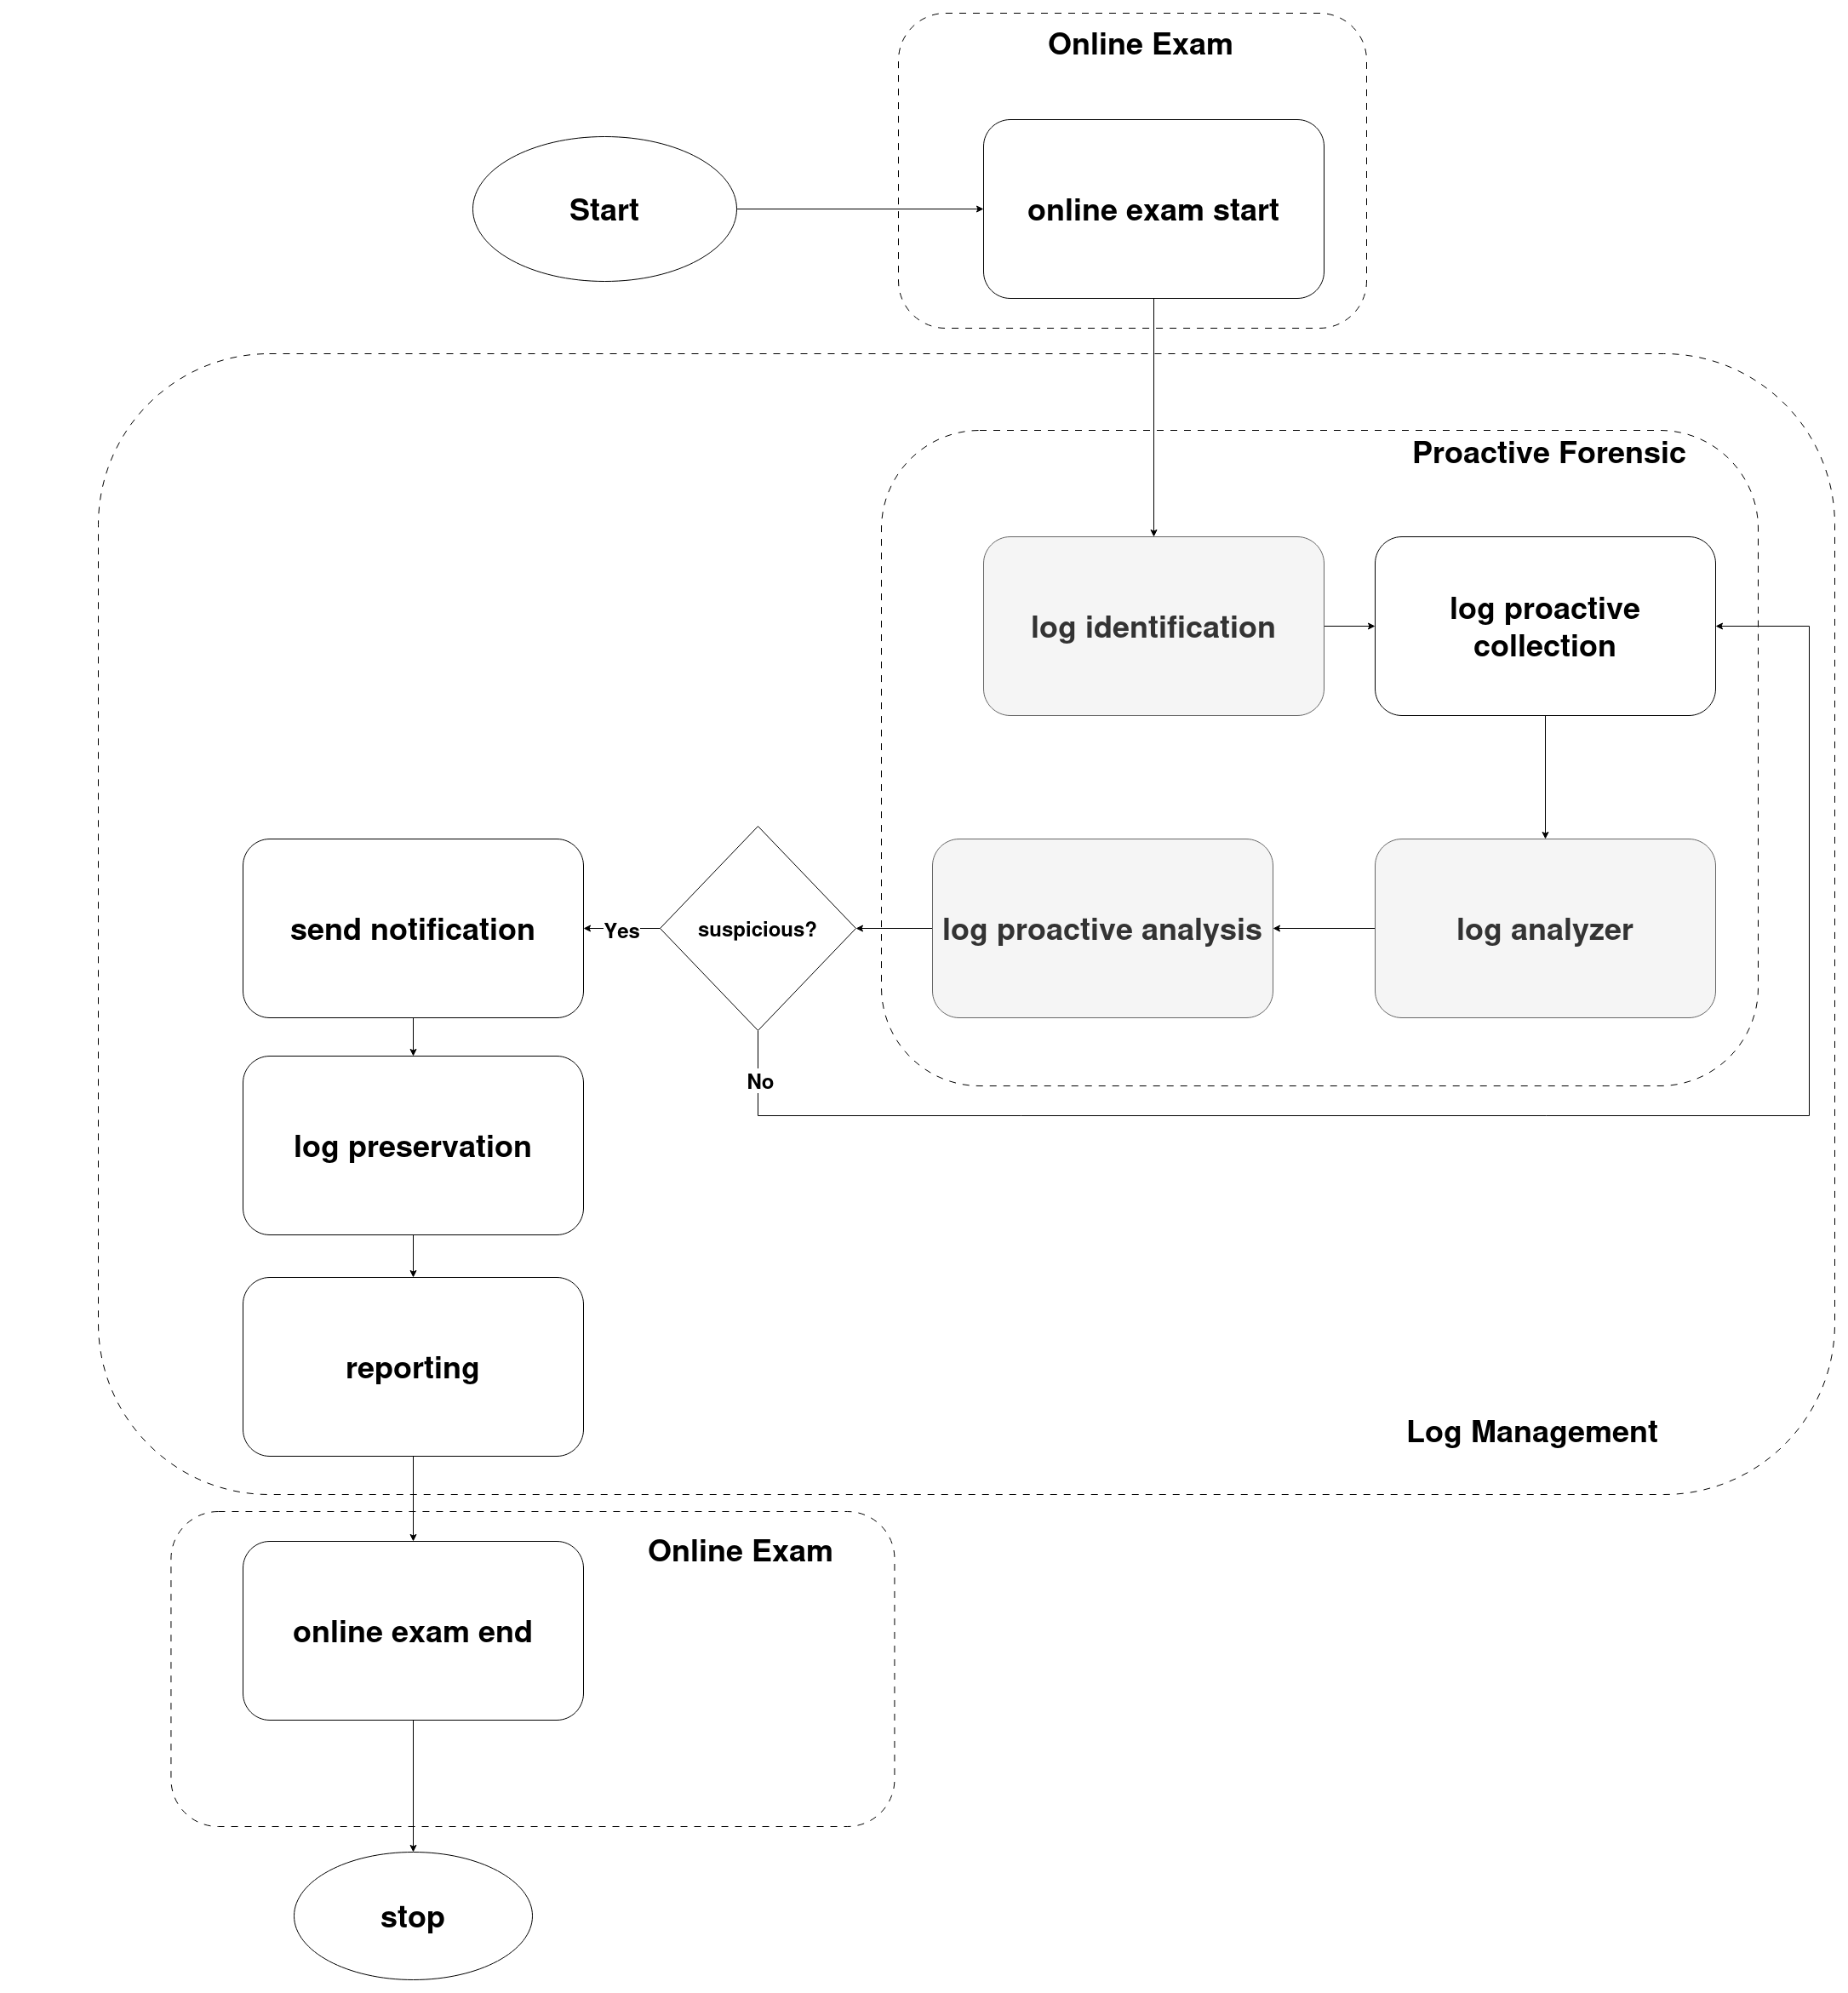 Online Exam
Start
online exam start
Proactive Forensic
log identification
log proactive
collection
send notification
Yes
suspicious?
log proactive analysis
log analyzer
No
log preservation
reporting
Log Management
Online Exam
online exam end
stop